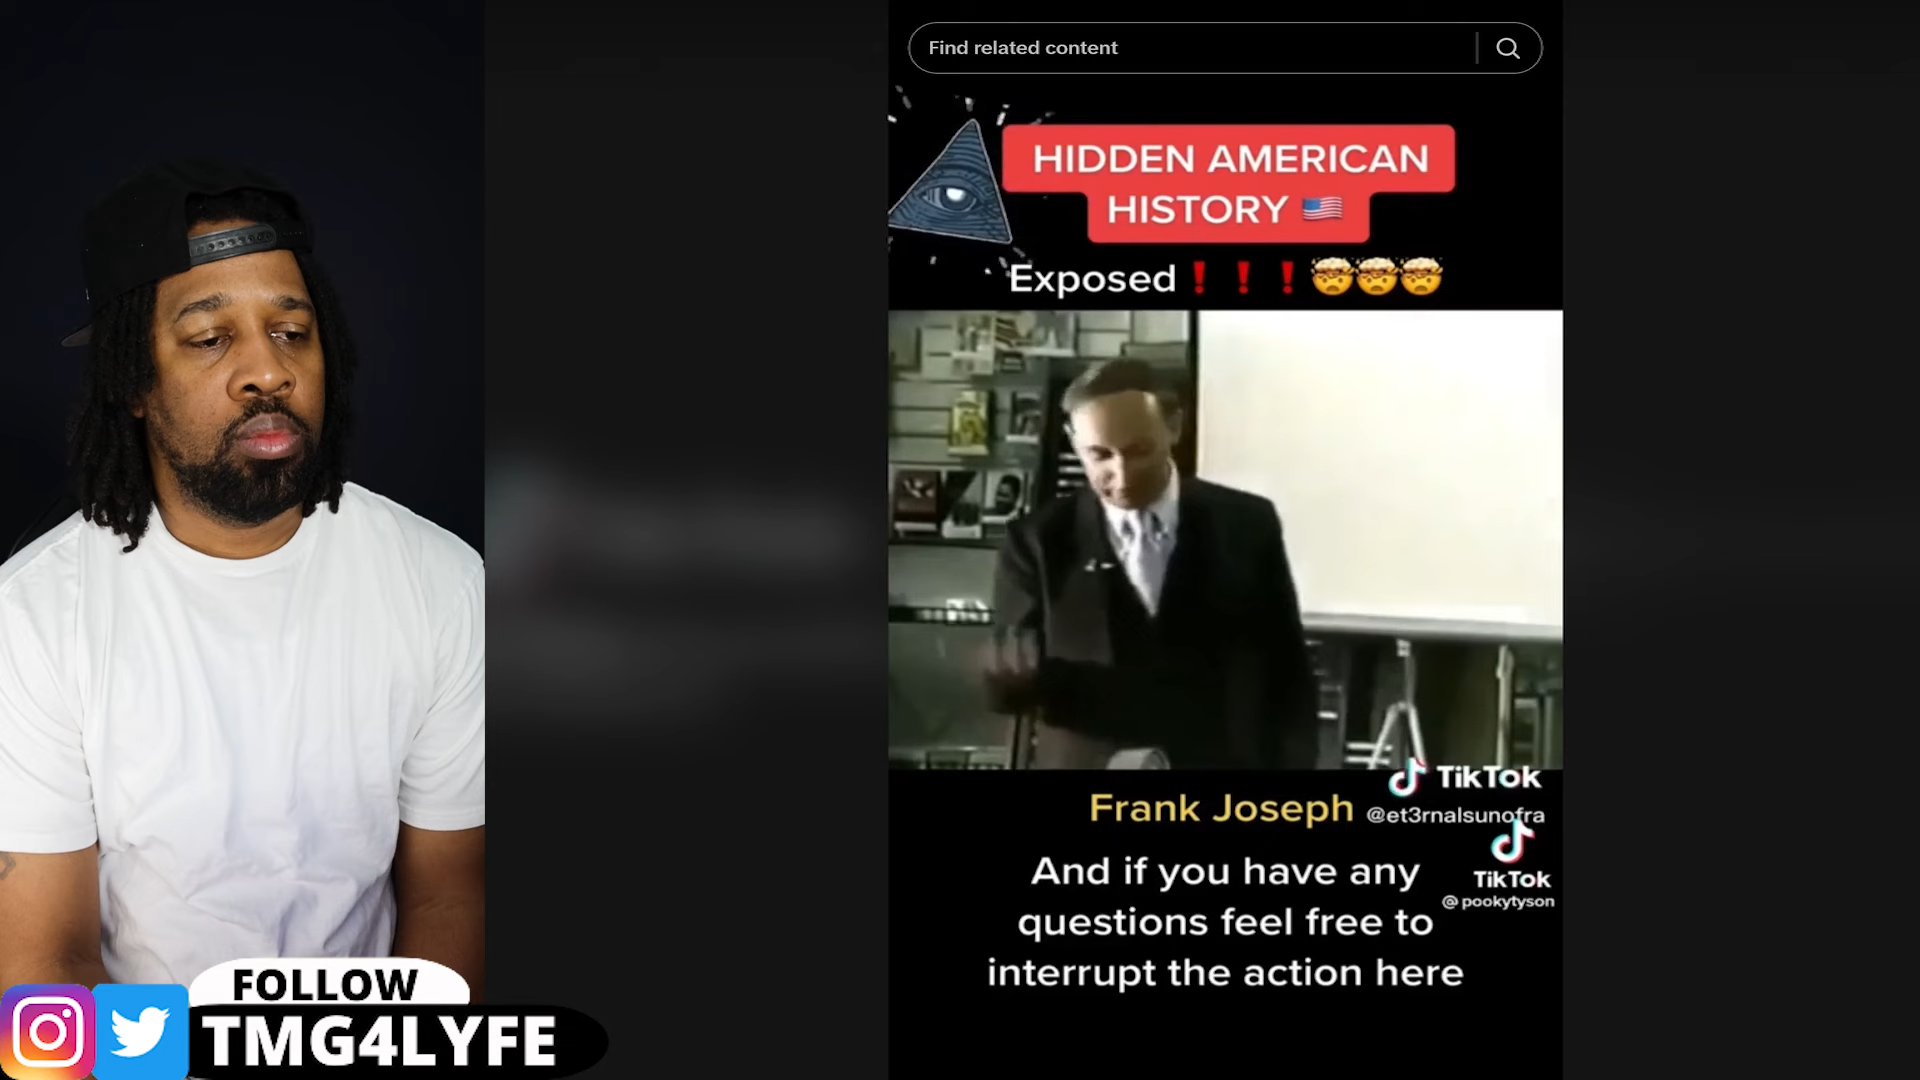 Find related content
HIDDEN AMERICAN
HISTORY 🇺🇸
Exposed❗❗❗🤯🤯🤯
Frank Joseph
TikTok
@et3rnalsunofra
TikTok
@pookytyson
And if you have any
questions feel free to
interrupt the action here
FOLLOW
TMG4LYFE